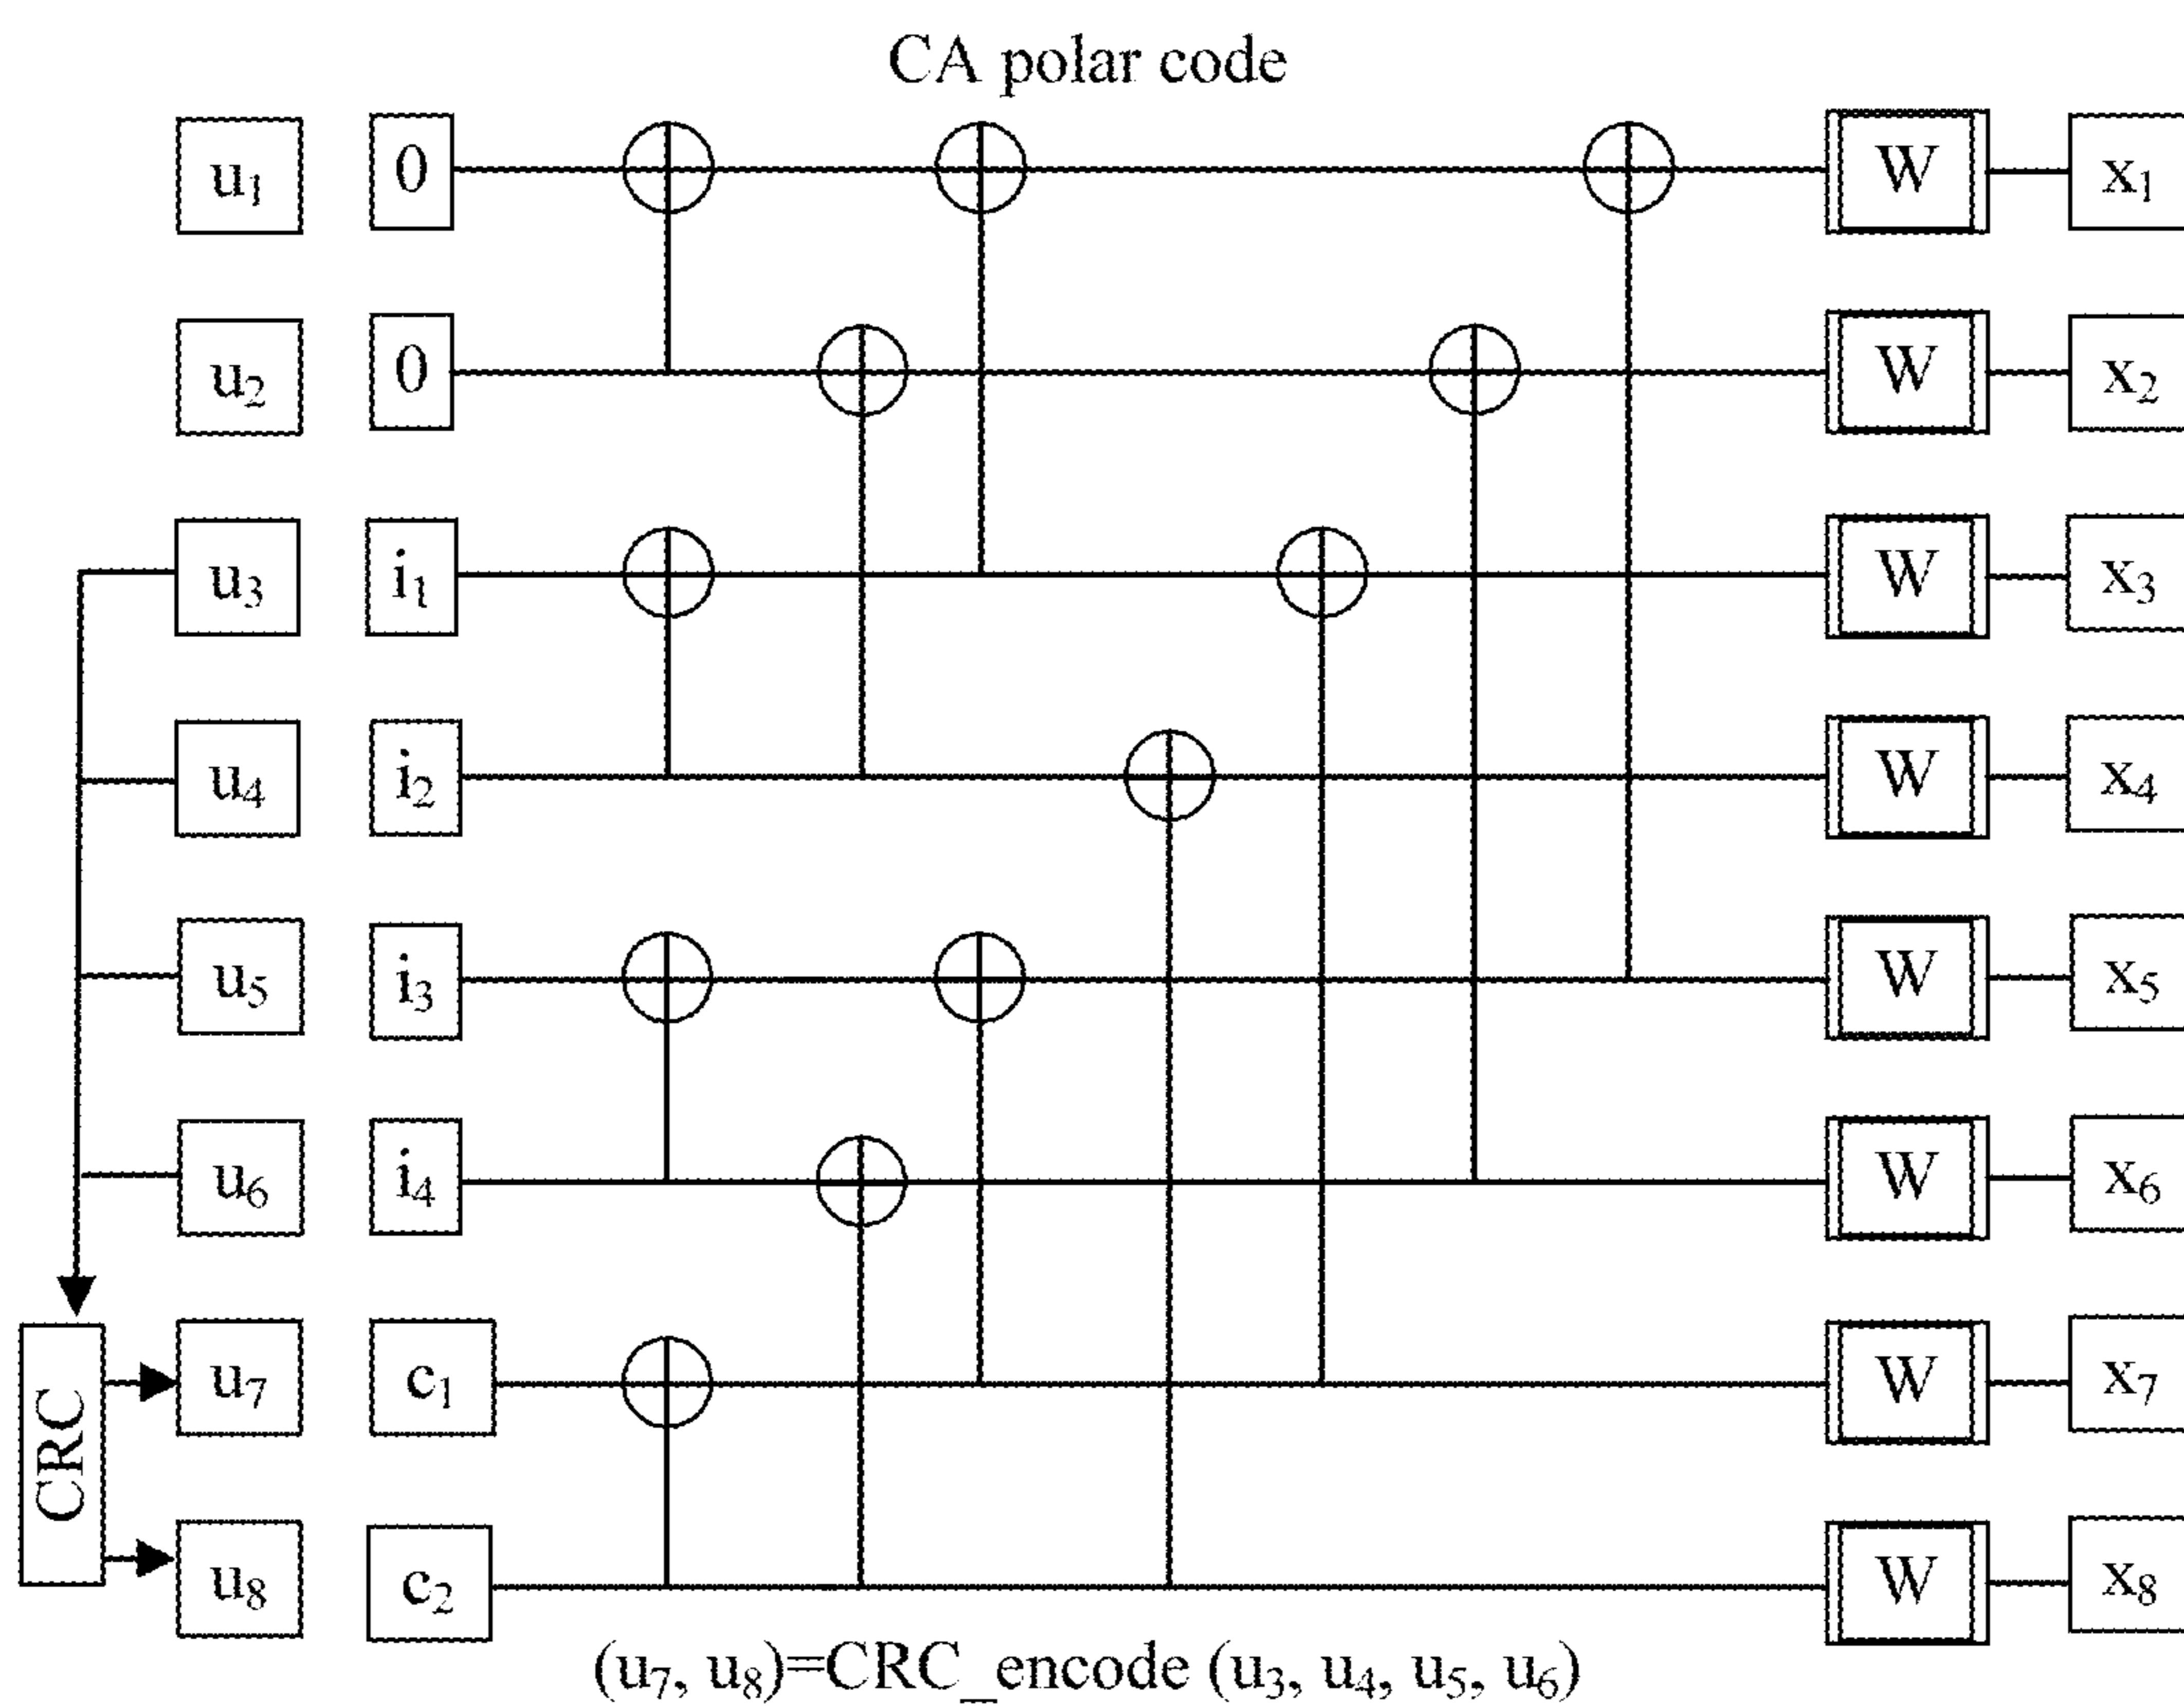 CA polar code
u₁ 0 W x₁
u₂ 0 W x₂
u₃ i₁ W x₃
u₄ i₂ W x₄
u₅ i₃ W x₅
u₆ i₄ W x₆
u₇ c₁ W x₇
CRC
u₈ c₂ W x₈
(u₇, u₈)=CRC_encode (u₃, u₄, u₅, u₆)